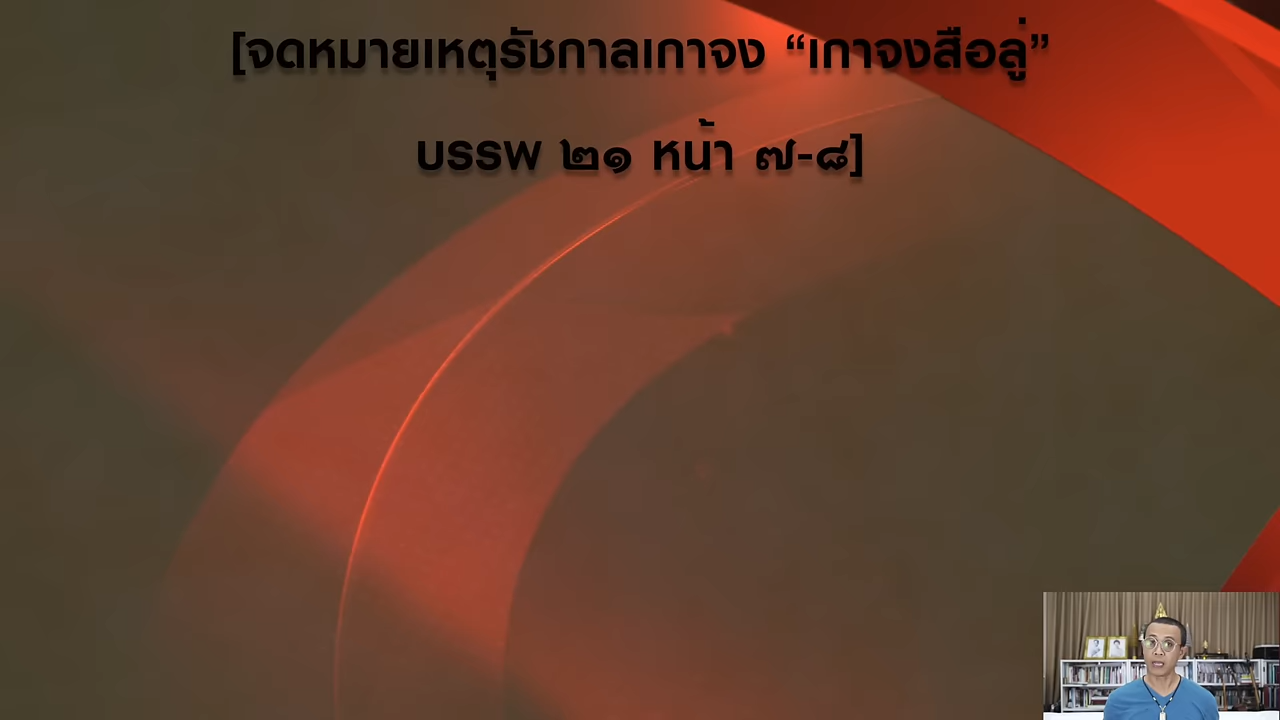 [จดหมายเหตุรัชกาลเกาจง “เกาจงสือลู่”
บรรพ ๒๑ หน้า ๗-๘]